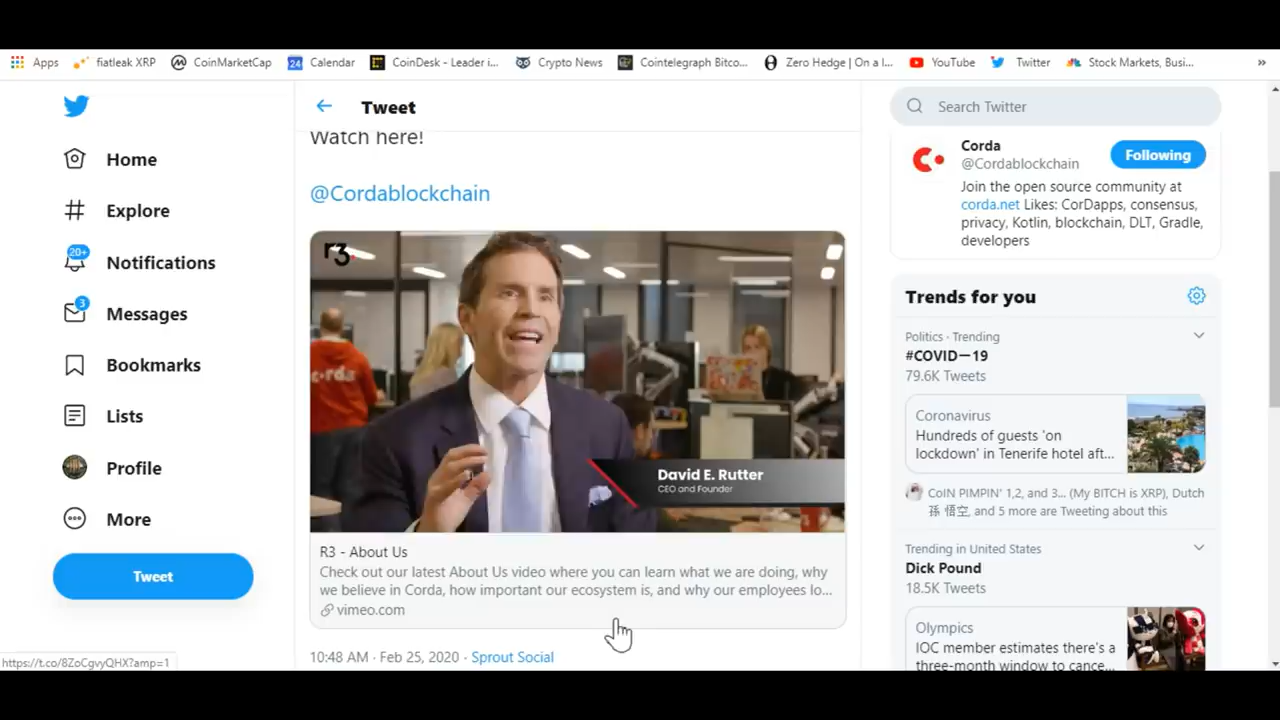 Apps
fiatleak XRP
CoinMarketCap
24
Calendar
CoinDesk - Leader i...
Crypto News
Cointelegraph Bitco...
Zero Hedge | On a l...
YouTube
Twitter
Stock Markets, Busi...
»
Home
Explore
20+
Notifications
3
Messages
Bookmarks
Lists
Profile
More
Tweet
https://t.co/8ZoCgvyQHX?amp=1
Tweet
Watch here!
@Cordablockchain
r3.
David E. Rutter
CEO and Founder
R3 - About Us
Check out our latest About Us video where you can learn what we are doing, why
we believe in Corda, how important our ecosystem is, and why our employees lo...
vimeo.com
10:48 AM · Feb 25, 2020 · Sprout Social
Search Twitter
Corda
@Cordablockchain
Following
Join the open source community at
corda.net Likes: CorDapps, consensus,
privacy, Kotlin, blockchain, DLT, Gradle,
developers
Trends for you
Politics · Trending
#COVID—19
79.6K Tweets
Coronavirus
Hundreds of guests 'on
lockdown' in Tenerife hotel aft...
CoIN PIMPIN' 1,2, and 3... (My BITCH is XRP), Dutch
孫 悟空, and 5 more are Tweeting about this
Trending in United States
Dick Pound
18.5K Tweets
Olympics
IOC member estimates there's a
three-month window to cance...